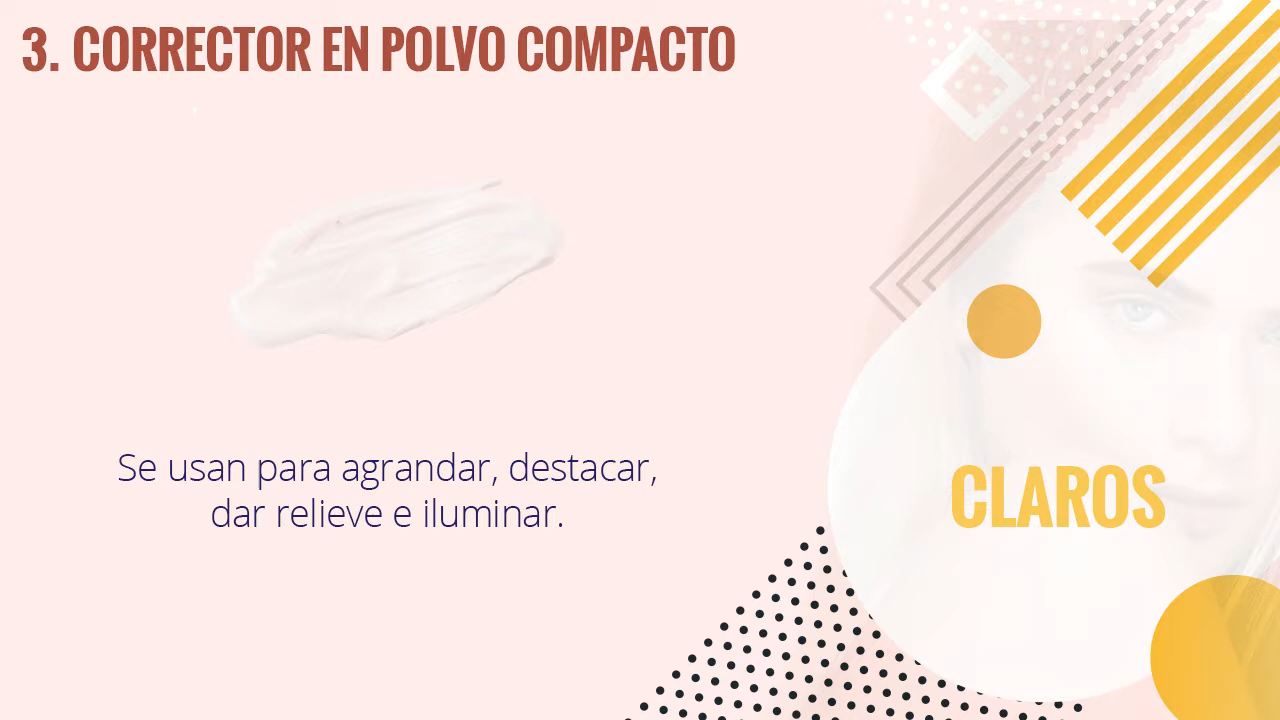 3. CORRECTOR EN POLVO COMPACTO
Se usan para agrandar, destacar,
dar relieve e iluminar.
CLAROS